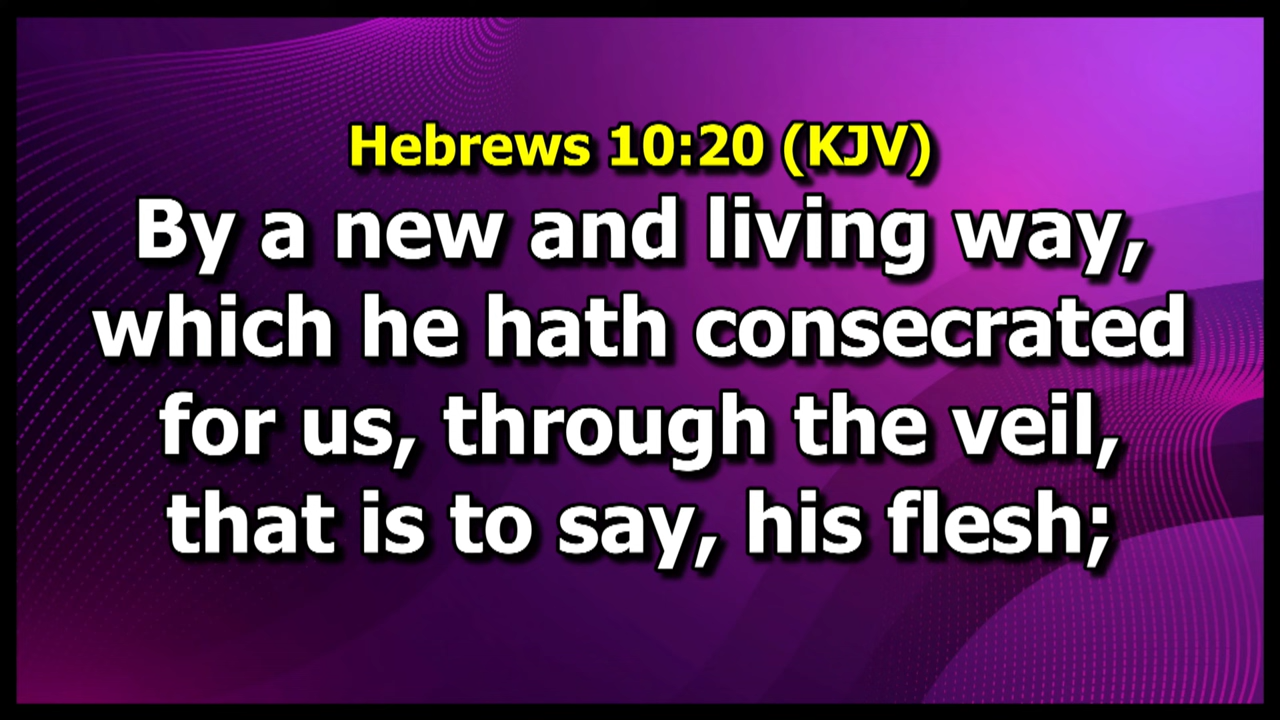 Hebrews 10:20 (KJV)
By a new and living way,
which he hath consecrated
for us, through the veil,
that is to say, his flesh;